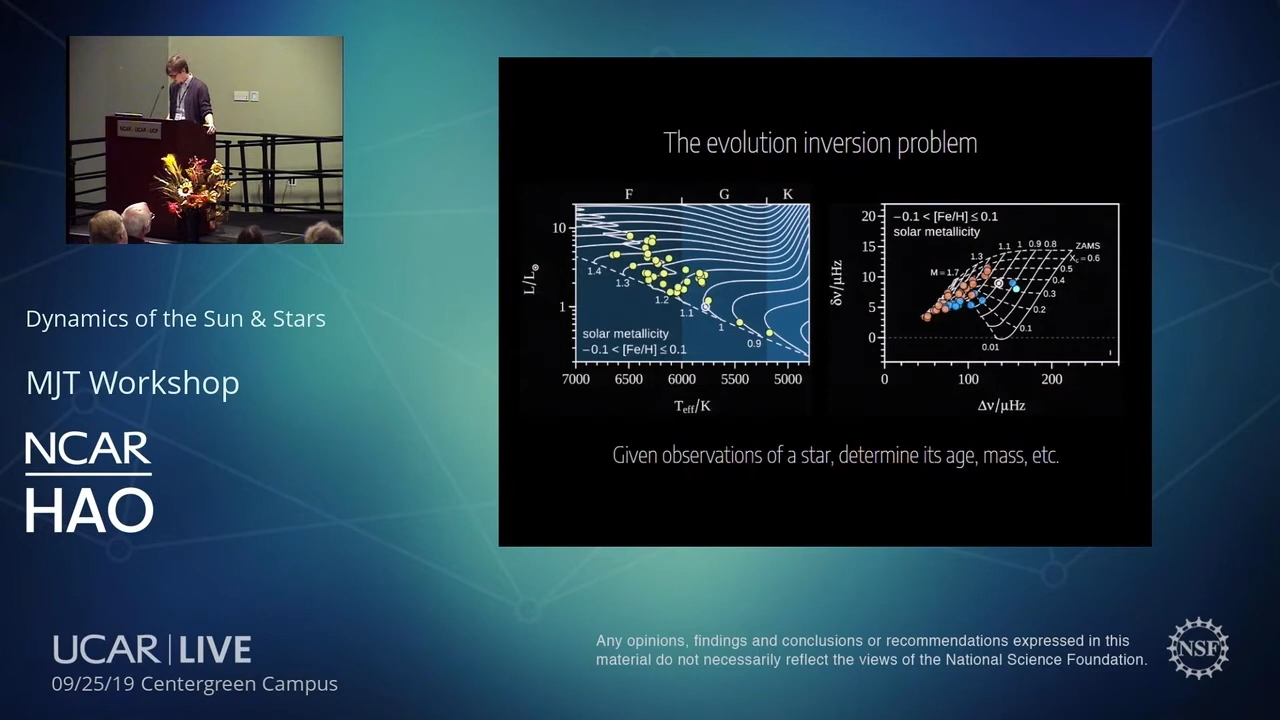 UCAR · UCAR · UCP
Dynamics of the Sun & Stars
MJT Workshop
NCAR
HAO
UCAR | LIVE
09/25/19 Centergreen Campus
The evolution inversion problem
F G K
10
1
L/L⊙
1.4
1.3
1.2
1.1
1
0.9
solar metallicity
−0.1 < [Fe/H] ≤ 0.1
7000 6500 6000 5500 5000
Teff/K
−0.1 < [Fe/H] ≤ 0.1
solar metallicity
20
15
10
5
0
δν/μHz
M = 1.7
1.3
1.1 1 0.9 0.8
ZAMS
Xc = 0.6
0.5
0.4
0.3
0.2
0.1
0.01
0 100 200
Δν/μHz
Given observations of a star, determine its age, mass, etc.
Any opinions, findings and conclusions or recommendations expressed in this
material do not necessarily reflect the views of the National Science Foundation.
NSF